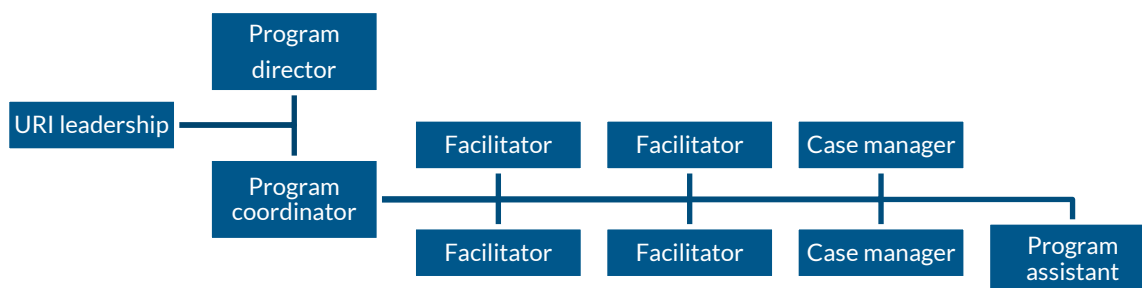 Program
director
URI leadership
Program
coordinator
Facilitator
Facilitator
Case manager
Facilitator
Facilitator
Case manager
Program
assistant